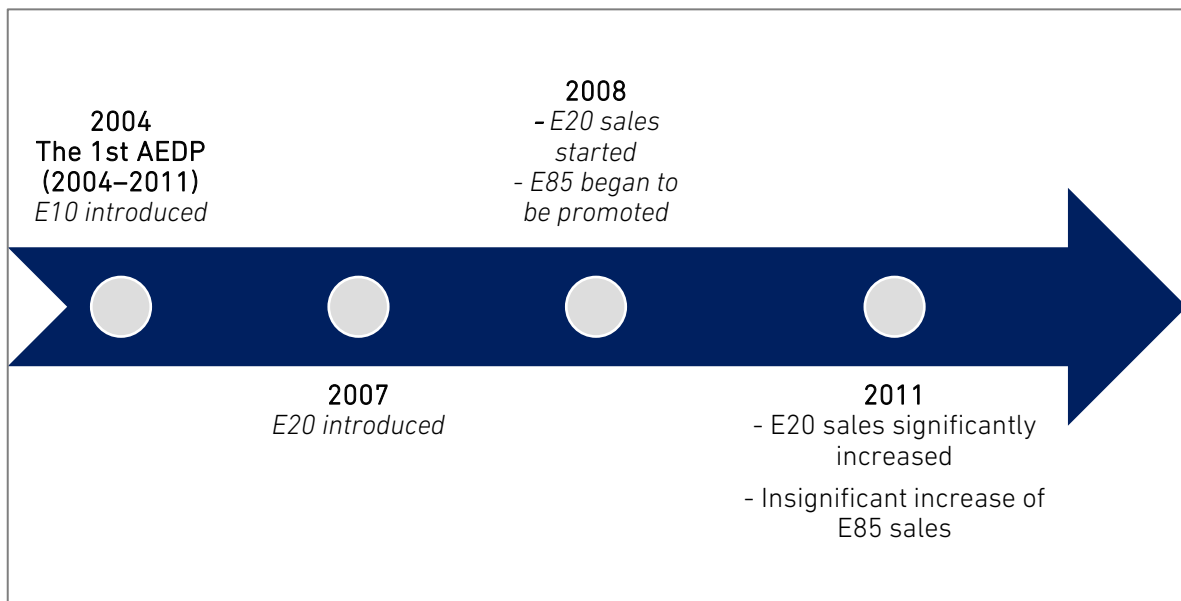 2004
The 1st AEDP
(2004–2011)
E10 introduced
2007
E20 introduced
2008
- E20 sales
started
- E85 began to
be promoted
2011
- E20 sales significantly
increased
- Insignificant increase of
E85 sales